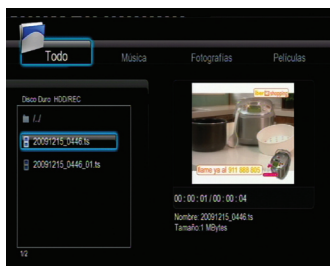 Todo
Música
Fotografías
Películas
Disco Duro: HDD/REC
/../
20091215_0446.ts
20091215_0446_01.ts
1/2
llame ya al 911 868 805
00 : 00 : 01 / 00 : 00 : 04
Nombre: 20091215_0446.ts
Tamaño:1 MBytes